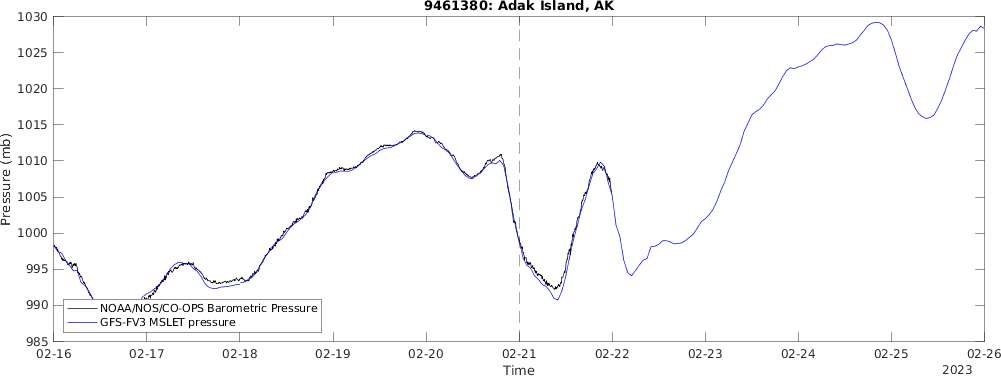 9461380: Adak Island, AK
Pressure (mb)
1030
1025
1020
1015
1010
1005
1000
995
990
985
NOAA/NOS/CO-OPS Barometric Pressure
GFS-FV3 MSLET pressure
02-16 02-17 02-18 02-19 02-20 02-21 02-22 02-23 02-24 02-25 02-26
Time
2023